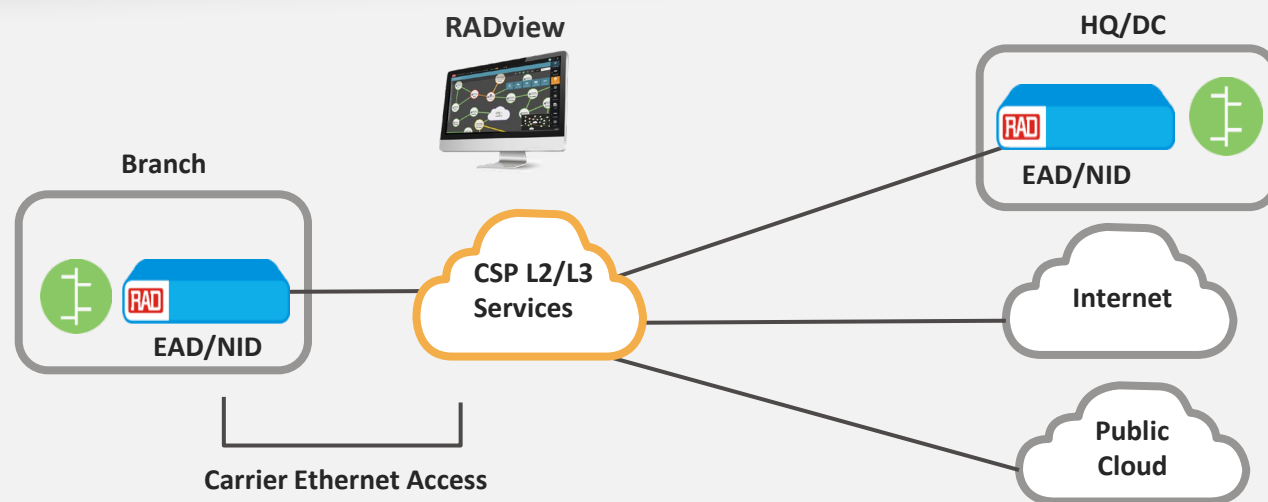 RADview
HQ/DC
RAD
EAD/NID
Branch
RAD
EAD/NID
CSP L2/L3
Services
Internet
Public
Cloud
Carrier Ethernet Access